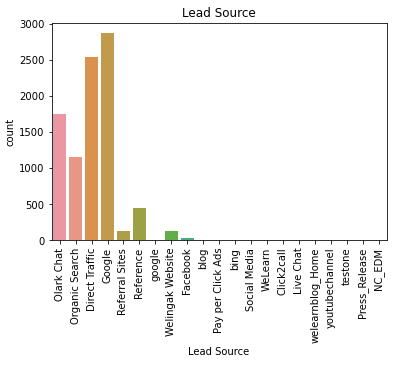 Lead Source
3000
2500
2000
1500
1000
500
0
count
Olark Chat
Organic Search
Direct Traffic
Google
Referral Sites
Reference
google
Welingak Website
Facebook
blog
Pay per Click Ads
bing
Social Media
WeLearn
Click2call
Live Chat
welearnblog_Home
youtubechannel
testone
Press_Release
NC_EDM
Lead Source